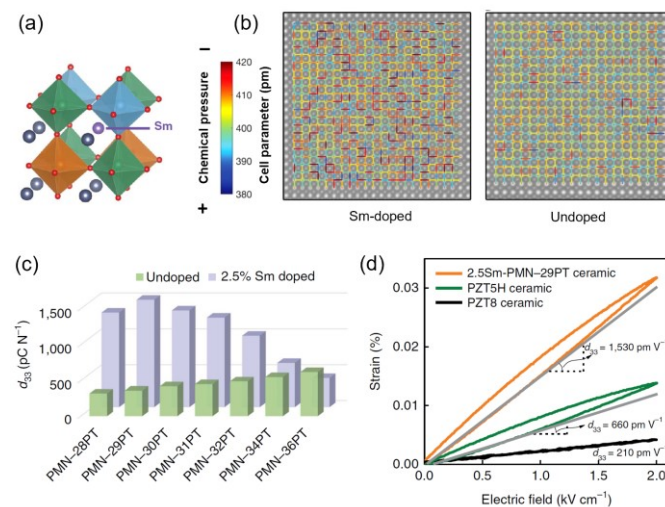 (a)
Sm
−
Chemical pressure
+
420
410
400
390
380
Cell parameter (pm)
(b)
Sm-doped
Undoped
(c)
Undoped
2.5% Sm doped
1,500
1,000
500
0
d33 (pC N−1)
PMN–28PT
PMN–29PT
PMN–30PT
PMN–31PT
PMN–32PT
PMN–34PT
PMN–36PT
(d)
2.5Sm-PMN–29PT ceramic
PZT5H ceramic
PZT8 ceramic
0.03
0.02
0.01
0.00
Strain (%)
d33 = 1,530 pm V−1
d33 = 660 pm V−1
d33 = 210 pm V−1
0.0
0.5
1.0
1.5
2.0
Electric field (kV cm−1)